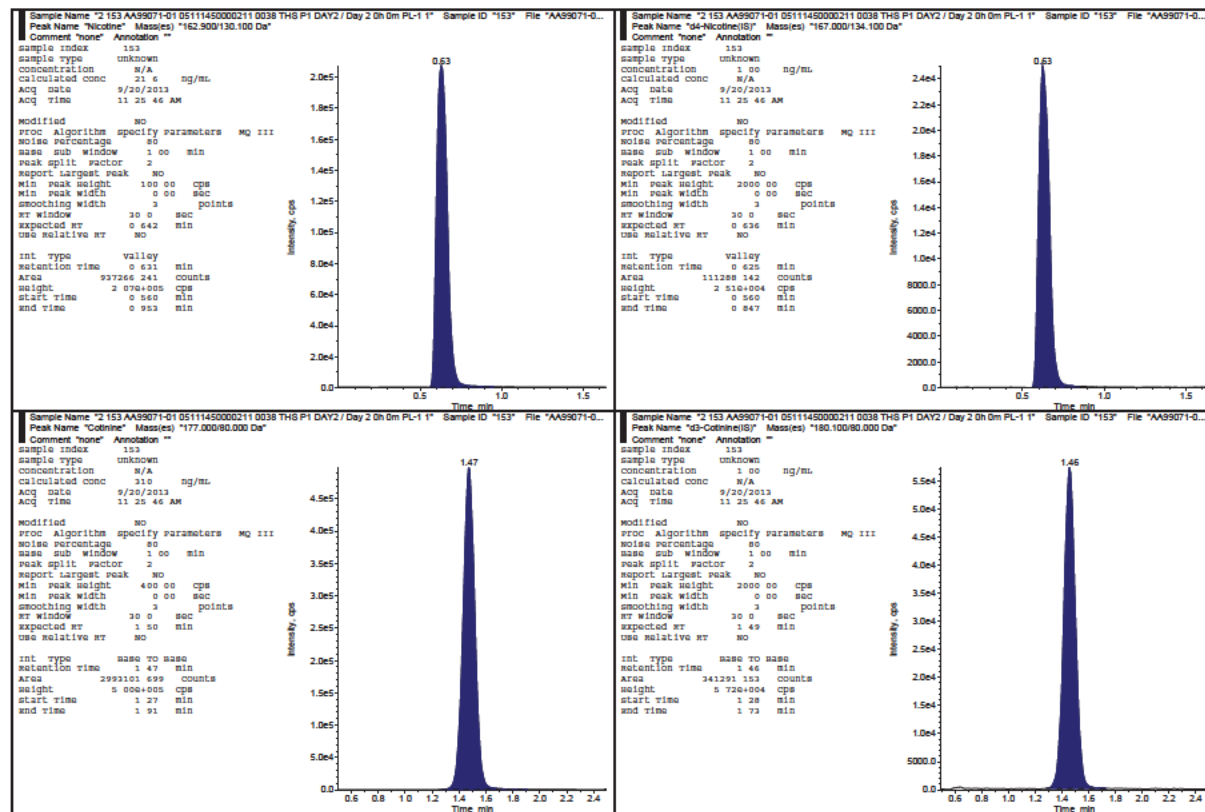 Sample Name "2 153 AA99071-01 05111450000211 0038 THS P1 DAY2 / Day 2 0h 0m PL-1 1" Sample ID "153" File "AA99071-0...
Peak Name "Nicotine" Mass(es) "162.900/130.100 Da"
Comment "none" Annotation ""
Sample Index 153
Sample Type Unknown
Concentration N/A
Calculated Conc 21 6 ng/mL
Acq Date 9/20/2013
Acq Time 11 25 46 AM
Modified NO
Proc Algorithm Specify Parameters MQ III
Noise Percentage 80
Base Sub Window 1 00 min
Peak Split Factor 2
Report Largest Peak NO
Min Peak Height 100 00 cps
Min Peak Width 0 00 sec
Smoothing Width 3 points
RT Window 30 0 sec
Expected RT 0 642 min
Use Relative RT NO
Int Type Valley
Retention Time 0 631 min
Area 937266 241 counts
Height 2 07e+005 cps
Start Time 0 560 min
End Time 0 953 min
0.63
Intensity, cps
2.0e5
1.8e5
1.6e5
1.4e5
1.2e5
1.0e5
8.0e4
6.0e4
4.0e4
2.0e4
0.0
0.5 1.0 1.5
Time min
Sample Name "2 153 AA99071-01 05111450000211 0038 THS P1 DAY2 / Day 2 0h 0m PL-1 1" Sample ID "153" File "AA99071-0...
Peak Name "d4-Nicotine(IS)" Mass(es) "167.000/134.100 Da"
Comment "none" Annotation ""
Sample Index 153
Sample Type Unknown
Concentration 1 00 ng/mL
Calculated Conc N/A
Acq Date 9/20/2013
Acq Time 11 25 46 AM
Modified NO
Proc Algorithm Specify Parameters MQ III
Noise Percentage 80
Base Sub Window 1 00 min
Peak Split Factor 2
Report Largest Peak NO
Min Peak Height 2000 00 cps
Min Peak Width 0 00 sec
Smoothing Width 3 points
RT Window 30 0 sec
Expected RT 0 636 min
Use Relative RT NO
Int Type Valley
Retention Time 0 625 min
Area 111288 142 counts
Height 2 51e+004 cps
Start Time 0 560 min
End Time 0 847 min
0.63
Intensity, cps
2.4e4
2.2e4
2.0e4
1.8e4
1.6e4
1.4e4
1.2e4
1.0e4
8000.0
6000.0
4000.0
2000.0
0.0
0.5 1.0 1.5
Time min
Sample Name "2 153 AA99071-01 05111450000211 0038 THS P1 DAY2 / Day 2 0h 0m PL-1 1" Sample ID "153" File "AA99071-0...
Peak Name "Cotinine" Mass(es) "177.000/80.000 Da"
Comment "none" Annotation ""
Sample Index 153
Sample Type Unknown
Concentration N/A
Calculated Conc 310 ng/mL
Acq Date 9/20/2013
Acq Time 11 25 46 AM
Modified NO
Proc Algorithm Specify Parameters MQ III
Noise Percentage 80
Base Sub Window 1 00 min
Peak Split Factor 2
Report Largest Peak NO
Min Peak Height 400 00 cps
Min Peak Width 0 00 sec
Smoothing Width 3 points
RT Window 30 0 sec
Expected RT 1 50 min
Use Relative RT NO
Int Type Base To Base
Retention Time 1 47 min
Area 2993101 699 counts
Height 5 00e+005 cps
Start Time 1 27 min
End Time 1 91 min
1.47
Intensity, cps
4.5e5
4.0e5
3.5e5
3.0e5
2.5e5
2.0e5
1.5e5
1.0e5
5.0e4
0.0
0.6 0.8 1.0 1.2 1.4 1.6 1.8 2.0 2.2 2.4
Time min
Sample Name "2 153 AA99071-01 05111450000211 0038 THS P1 DAY2 / Day 2 0h 0m PL-1 1" Sample ID "153" File "AA99071-0...
Peak Name "d3-Cotinine(IS)" Mass(es) "180.100/80.000 Da"
Comment "none" Annotation ""
Sample Index 153
Sample Type Unknown
Concentration 1 00 ng/mL
Calculated Conc N/A
Acq Date 9/20/2013
Acq Time 11 25 46 AM
Modified NO
Proc Algorithm Specify Parameters MQ III
Noise Percentage 80
Base Sub Window 1 00 min
Peak Split Factor 2
Report Largest Peak NO
Min Peak Height 2000 00 cps
Min Peak Width 0 00 sec
Smoothing Width 3 points
RT Window 30 0 sec
Expected RT 1 49 min
Use Relative RT NO
Int Type Base To Base
Retention Time 1 46 min
Area 341291 153 counts
Height 5 72e+004 cps
Start Time 1 28 min
End Time 1 73 min
1.46
Intensity, cps
5.5e4
5.0e4
4.5e4
4.0e4
3.5e4
3.0e4
2.5e4
2.0e4
1.5e4
1.0e4
5000.0
0.0
0.6 0.8 1.0 1.2 1.4 1.6 1.8 2.0 2.2 2.4
Time min